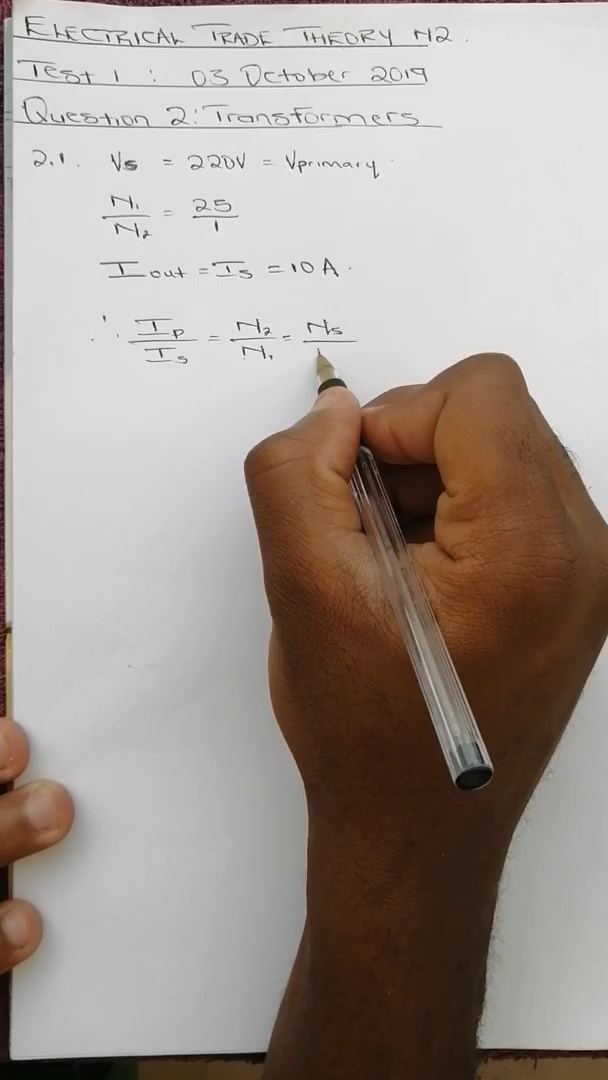 ELECTRICAL TRADE THEORY N2.
Test 1 : 03 October 2019
Question 2: Transformers
2.1. Vs = 220V = Vprimary.
N1/N2 = 25/1
Iout = Is = 10A.
∴ Ip/Is = N2/N1 = Ns/